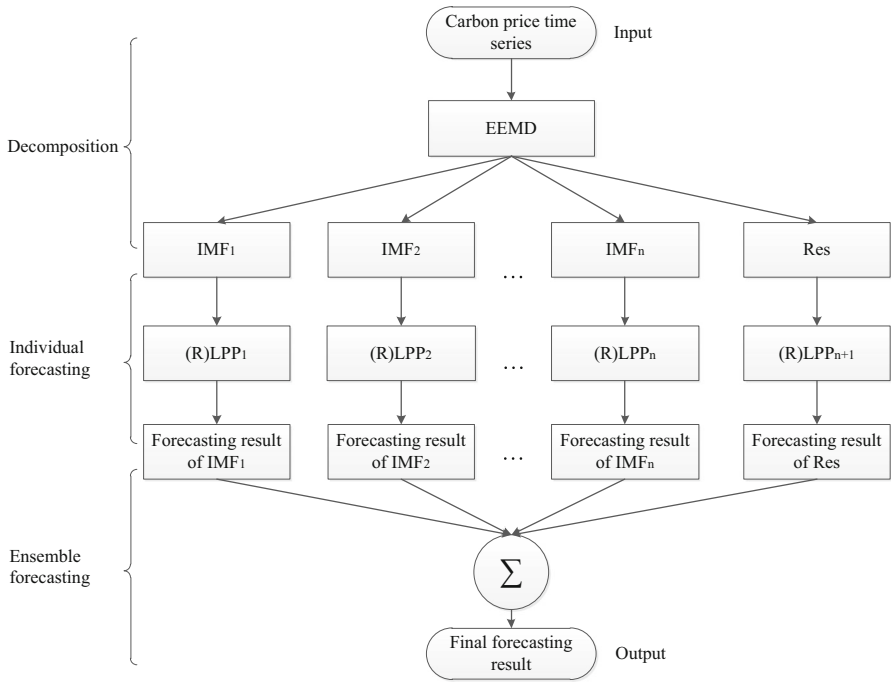 Carbon price time
series
Input
EEMD
Decomposition
IMF₁
IMF₂
IMFₙ
Res
...
(R)LPP₁
(R)LPP₂
(R)LPPₙ
(R)LPPₙ₊₁
...
Individual
forecasting
Forecasting result
of IMF₁
Forecasting result
of IMF₂
...
Forecasting result
of IMFₙ
Forecasting result
of Res
Ensemble
forecasting
∑
Final forecasting
result
Output